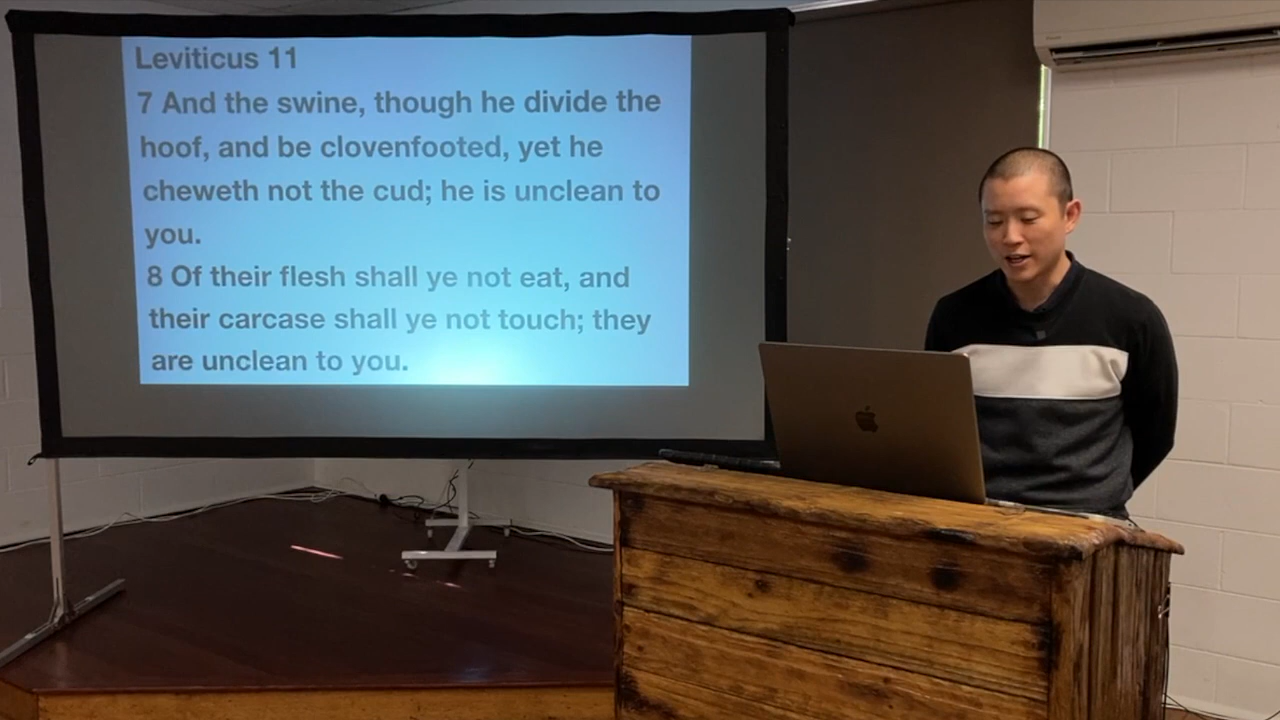 Leviticus 11
7 And the swine, though he divide the
hoof, and be clovenfooted, yet he
cheweth not the cud; he is unclean to
you.
8 Of their flesh shall ye not eat, and
their carcase shall ye not touch; they
are unclean to you.